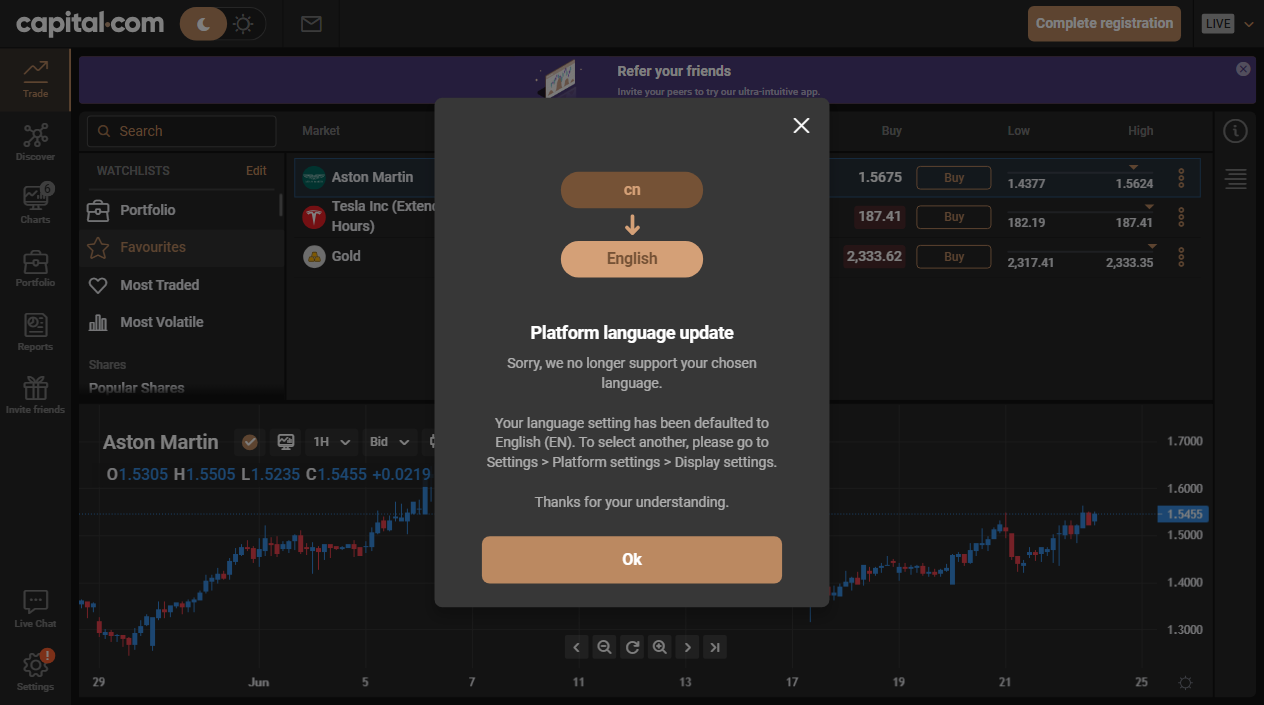 capital.com
Complete registration
LIVE
Trade
Refer your friends
Invite your peers to try our ultra-intuitive app.
Search
Market
Buy
Low
High
Discover
WATCHLISTS
Edit
Aston Martin
1.5675
Buy
1.4377
1.5624
6
Charts
Portfolio
Tesla Inc (Extend
Hours)
187.41
Buy
182.19
187.41
Favourites
Gold
2,333.62
Buy
2,317.41
2,333.35
Portfolio
Most Traded
Most Volatile
Reports
Shares
Popular Shares
Invite friends
cn
English
Platform language update
Sorry, we no longer support your chosen
language.
Your language setting has been defaulted to
English (EN). To select another, please go to
Settings > Platform settings > Display settings.
Thanks for your understanding.
Ok
Aston Martin
1H
Bid
O1.5305 H1.5505 L1.5235 C1.5455 +0.0219
1.7000
1.6000
1.5455
1.5000
1.4000
1.3000
Live Chat
Settings
29
Jun
5
7
11
13
17
19
21
25